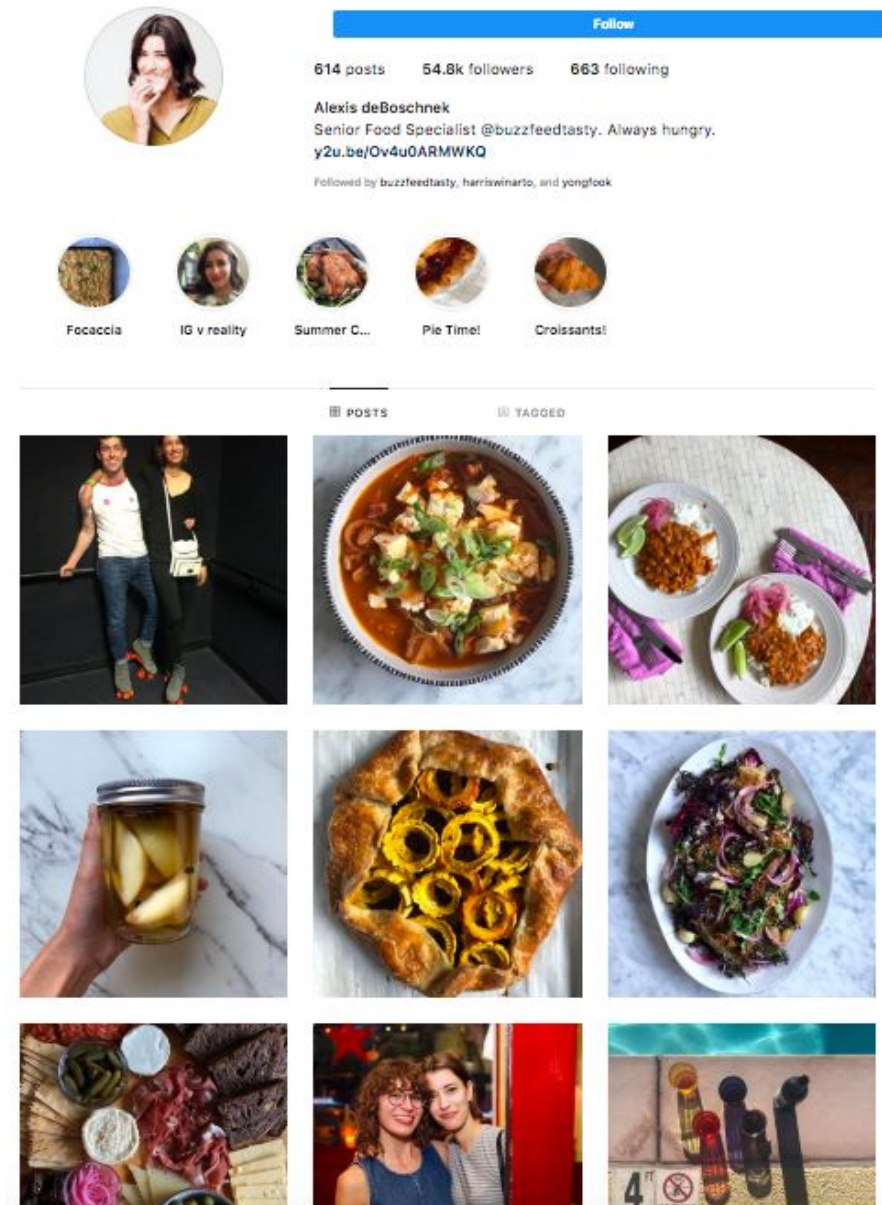 Follow
614 posts 54.8k followers 663 following
Alexis deBoschnek
Senior Food Specialist @buzzfeedtasty. Always hungry.
y2u.be/Ov4u0ARMWKQ
Followed by buzzfeedtasty, harriswinarto, and yongfook
Focaccia IG v reality Summer C... Pie Time! Croissants!
POSTS TAGGED
4 FT